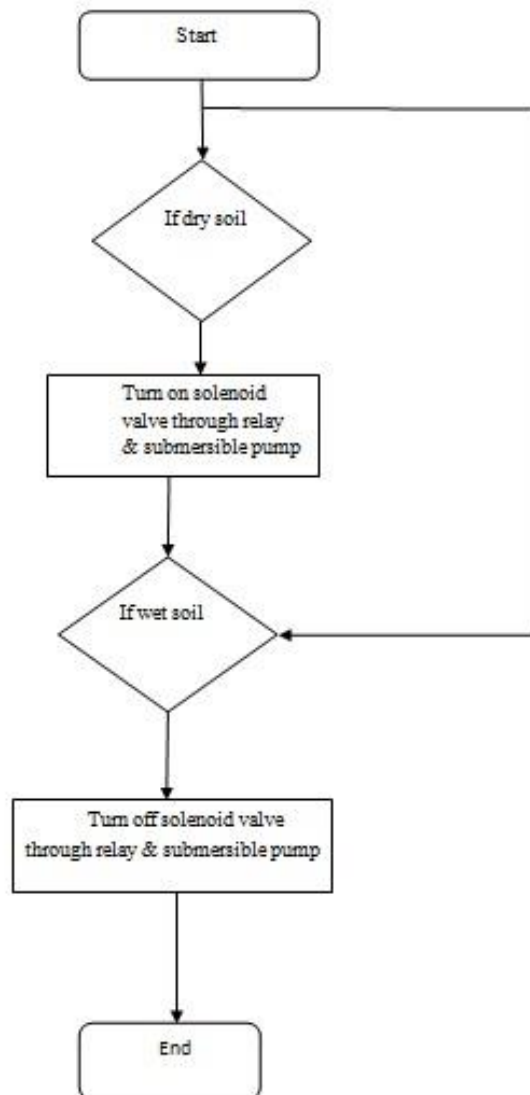 Start
If dry soil
Turn on solenoid
valve through relay
& submersible pump
If wet soil
Turn off solenoid valve
through relay & submersible pump
End